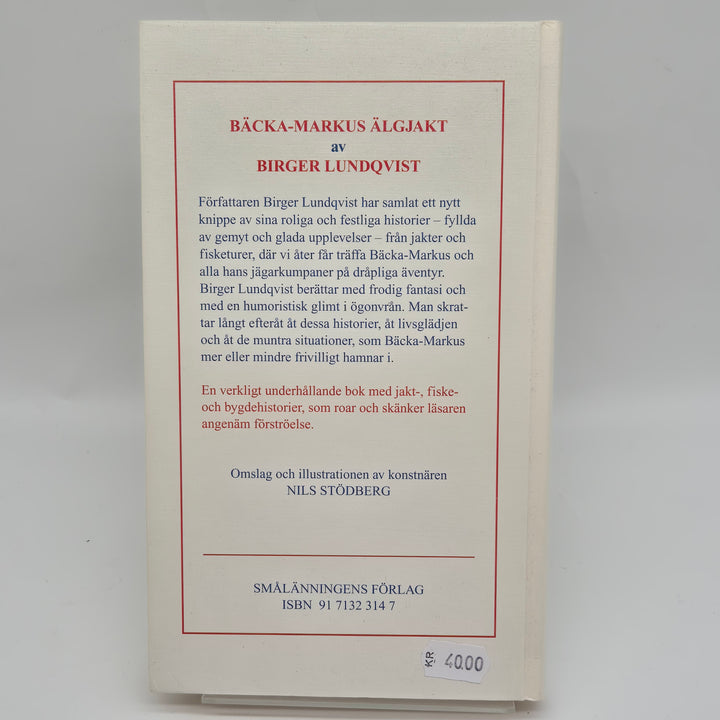 BÄCKA-MARKUS ÄLGJAKT
av
BIRGER LUNDQVIST
Författaren Birger Lundqvist har samlat ett nytt
knippe av sina roliga och festliga historier – fyllda
av gemyt och glada upplevelser – från jakter och
fisketurer, där vi åter får träffa Bäcka-Markus och
alla hans jägarkumpaner på dråpliga äventyr.
Birger Lundqvist berättar med frodig fantasi och
med en humoristisk glimt i ögonvrån. Man skrat-
tar långt efteråt åt dessa historier, åt livsglädjen
och åt de muntra situationer, som Bäcka-Markus
mer eller mindre frivilligt hamnar i.
En verkligt underhållande bok med jakt-, fiske-
och bygdehistorier, som roar och skänker läsaren
angenäm förströelse.
Omslag och illustrationen av konstnären
NILS STÖDBERG
SMÅLÄNNINGENS FÖRLAG
ISBN 91 7132 314 7
KR 40.00